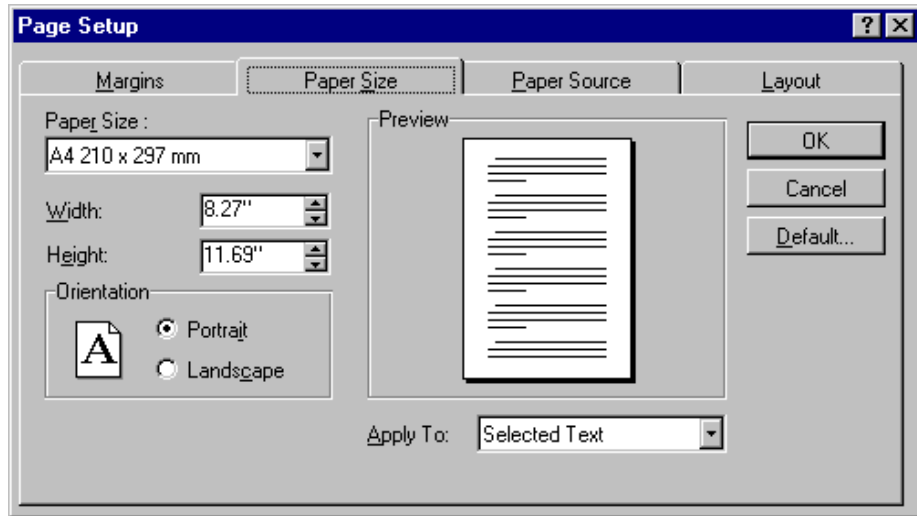 Page Setup
Margins
Paper Size
Paper Source
Layout
Paper Size :
A4 210 x 297 mm
Width: 8.27"
Height: 11.69"
Orientation
A
Portrait
Landscape
Preview
Apply To: Selected Text
OK
Cancel
Default...